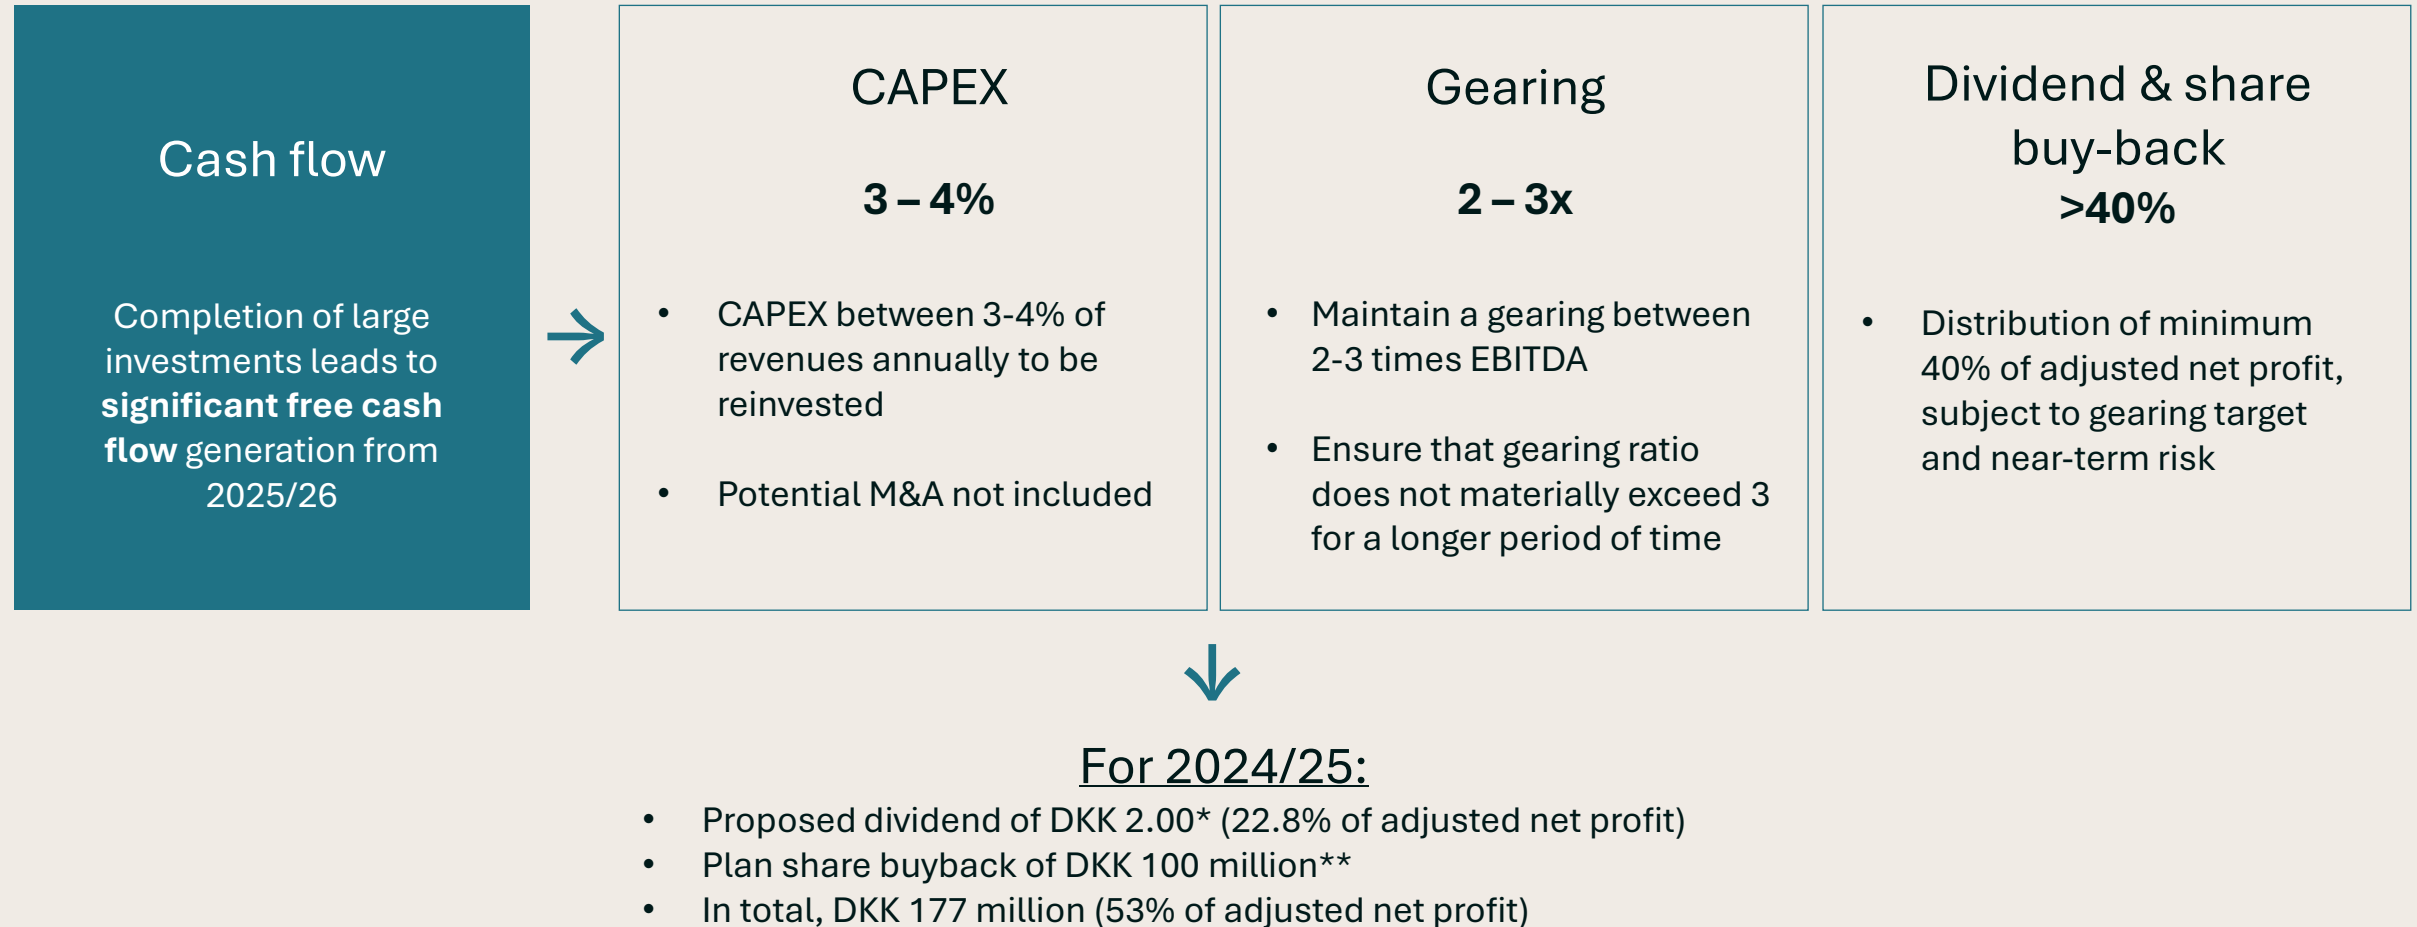 Cash flow
Completion of large
investments leads to
significant free cash
flow generation from
2025/26
CAPEX
3 – 4%
• CAPEX between 3-4% of
revenues annually to be
reinvested
• Potential M&A not included
Gearing
2 – 3x
• Maintain a gearing between
2-3 times EBITDA
• Ensure that gearing ratio
does not materially exceed 3
for a longer period of time
Dividend & share
buy-back
>40%
• Distribution of minimum
40% of adjusted net profit,
subject to gearing target
and near-term risk
For 2024/25:
• Proposed dividend of DKK 2.00* (22.8% of adjusted net profit)
• Plan share buyback of DKK 100 million**
• In total, DKK 177 million (53% of adjusted net profit)